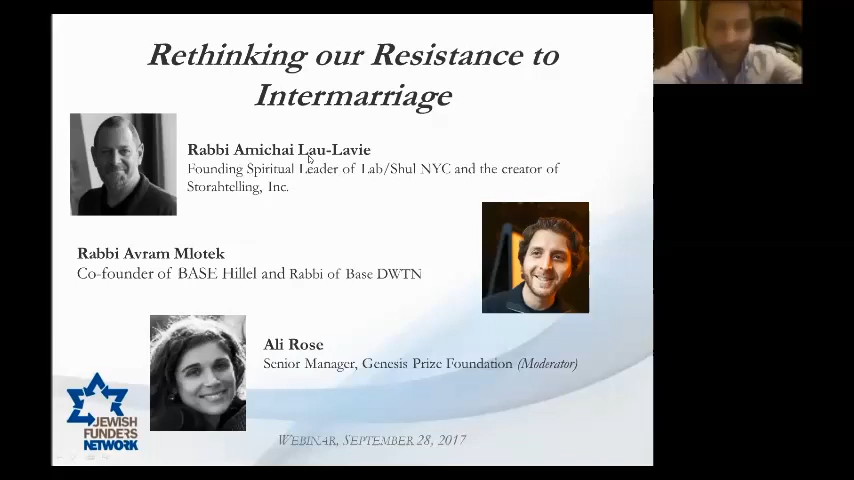 Rethinking our Resistance to
Intermarriage
Rabbi Amichai Lau-Lavie
Founding Spiritual Leader of Lab/Shul NYC and the creator of
Storahtelling, Inc.
Rabbi Avram Mlotek
Co-founder of BASE Hillel and Rabbi of Base DWTN
Ali Rose
Senior Manager, Genesis Prize Foundation (Moderator)
JEWISH
FUNDERS
NETWORK
WEBINAR, SEPTEMBER 28, 2017